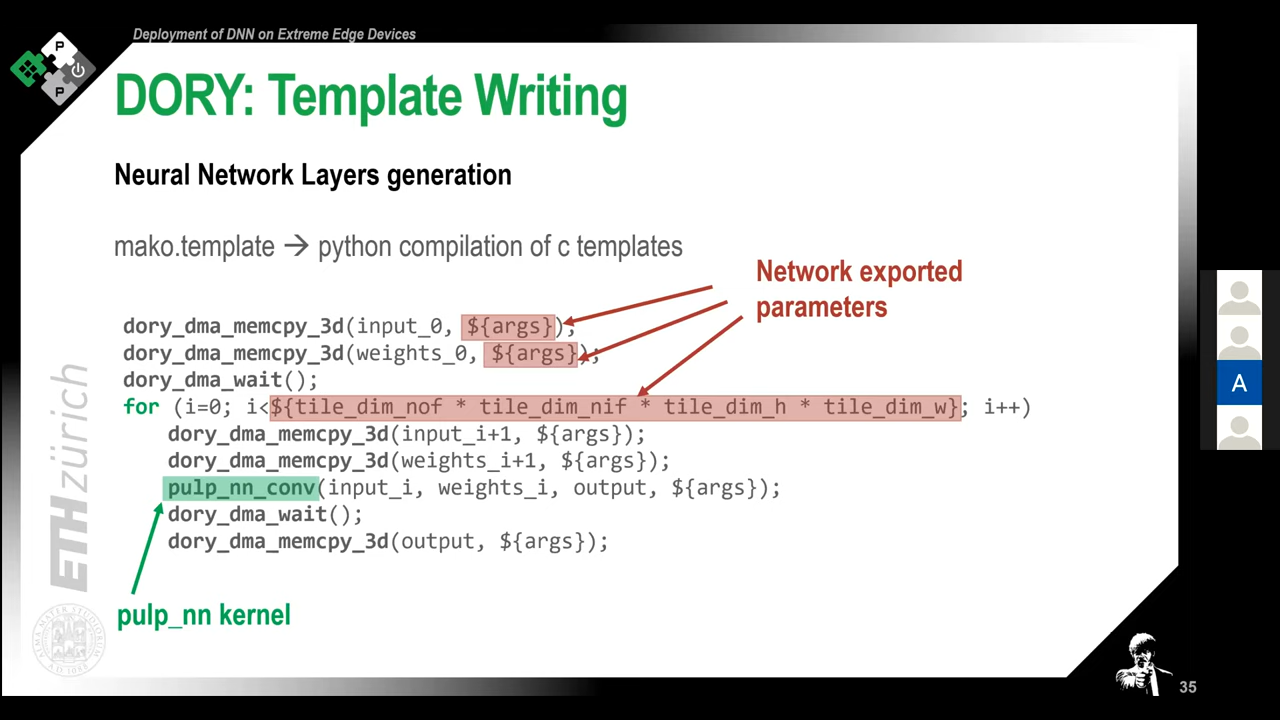 Deployment of DNN on Extreme Edge Devices
P
P
DORY: Template Writing
Neural Network Layers generation
mako.template → python compilation of c templates
Network exported
parameters
dory_dma_memcpy_3d(input_0, ${args});
dory_dma_memcpy_3d(weights_0, ${args});
dory_dma_wait();
for (i=0; i<${tile_dim_nof * tile_dim_nif * tile_dim_h * tile_dim_w}; i++)
dory_dma_memcpy_3d(input_i+1, ${args});
dory_dma_memcpy_3d(weights_i+1, ${args});
pulp_nn_conv(input_i, weights_i, output, ${args});
dory_dma_wait();
dory_dma_memcpy_3d(output, ${args});
pulp_nn kernel
ETH zürich
A
35